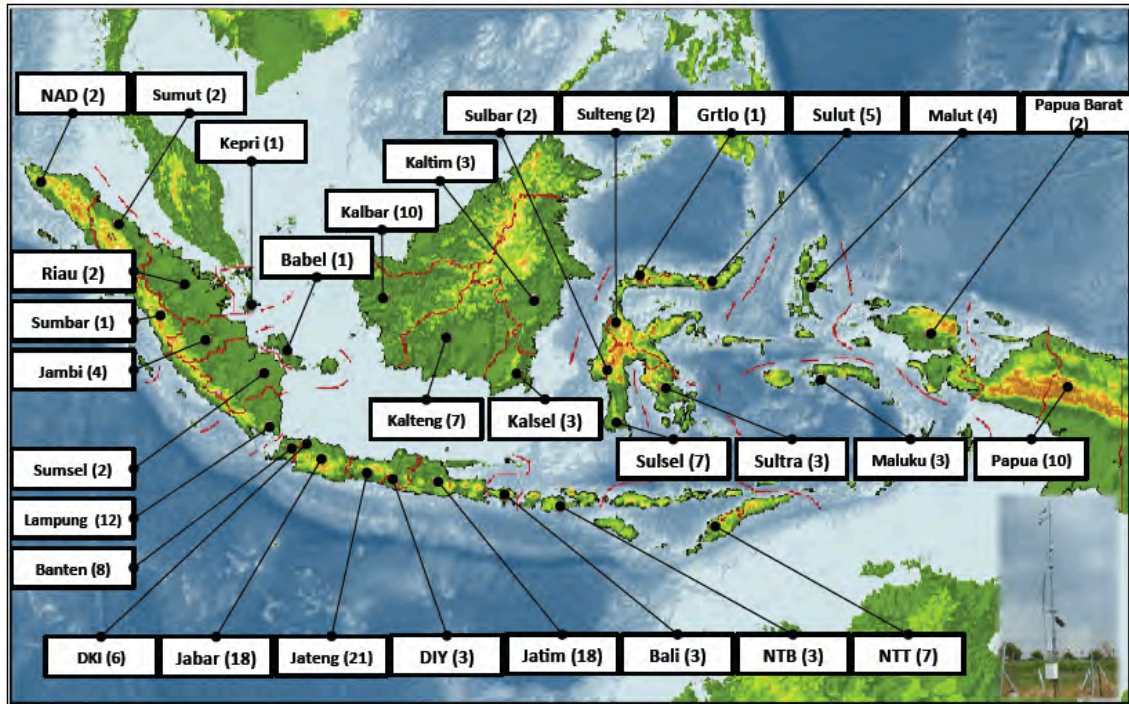 NAD (2)
Sumut (2)
Kepri (1)
Sulbar (2)
Sulteng (2)
Grtlo (1)
Sulut (5)
Malut (4)
Papua Barat
(2)
Kaltim (3)
Kalbar (10)
Babel (1)
Riau (2)
Sumbar (1)
Jambi (4)
Kalteng (7)
Kalsel (3)
Sumsel (2)
Sulsel (7)
Sultra (3)
Maluku (3)
Papua (10)
Lampung (12)
Banten (8)
DKI (6)
Jabar (18)
Jateng (21)
DIY (3)
Jatim (18)
Bali (3)
NTB (3)
NTT (7)